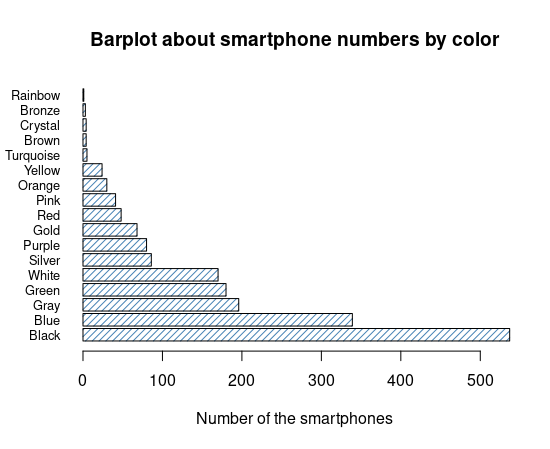 Barplot about smartphone numbers by color
Rainbow
Bronze
Crystal
Brown
Turquoise
Yellow
Orange
Pink
Red
Gold
Purple
Silver
White
Green
Gray
Blue
Black
0 100 200 300 400 500
Number of the smartphones